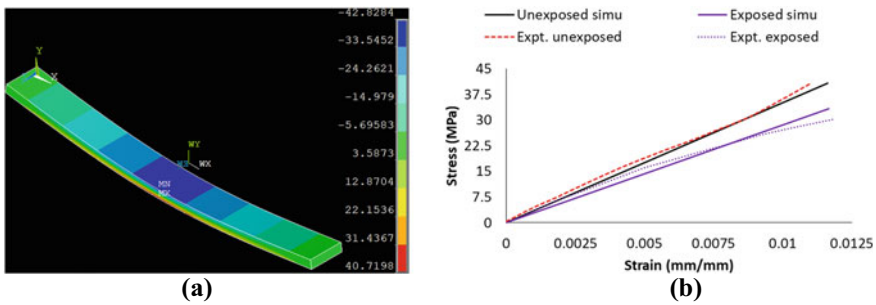 -42.8284
-33.5452
-24.2621
-14.979
-5.69583
3.5873
12.8704
22.1536
31.4367
40.7198
Y
X
WY
WX
MN
MX
(a)
Unexposed simu
Exposed simu
Expt. unexposed
Expt. exposed
Stress (MPa)
45
37.5
30
22.5
15
7.5
0
0 0.0025 0.005 0.0075 0.01 0.0125
Strain (mm/mm)
(b)